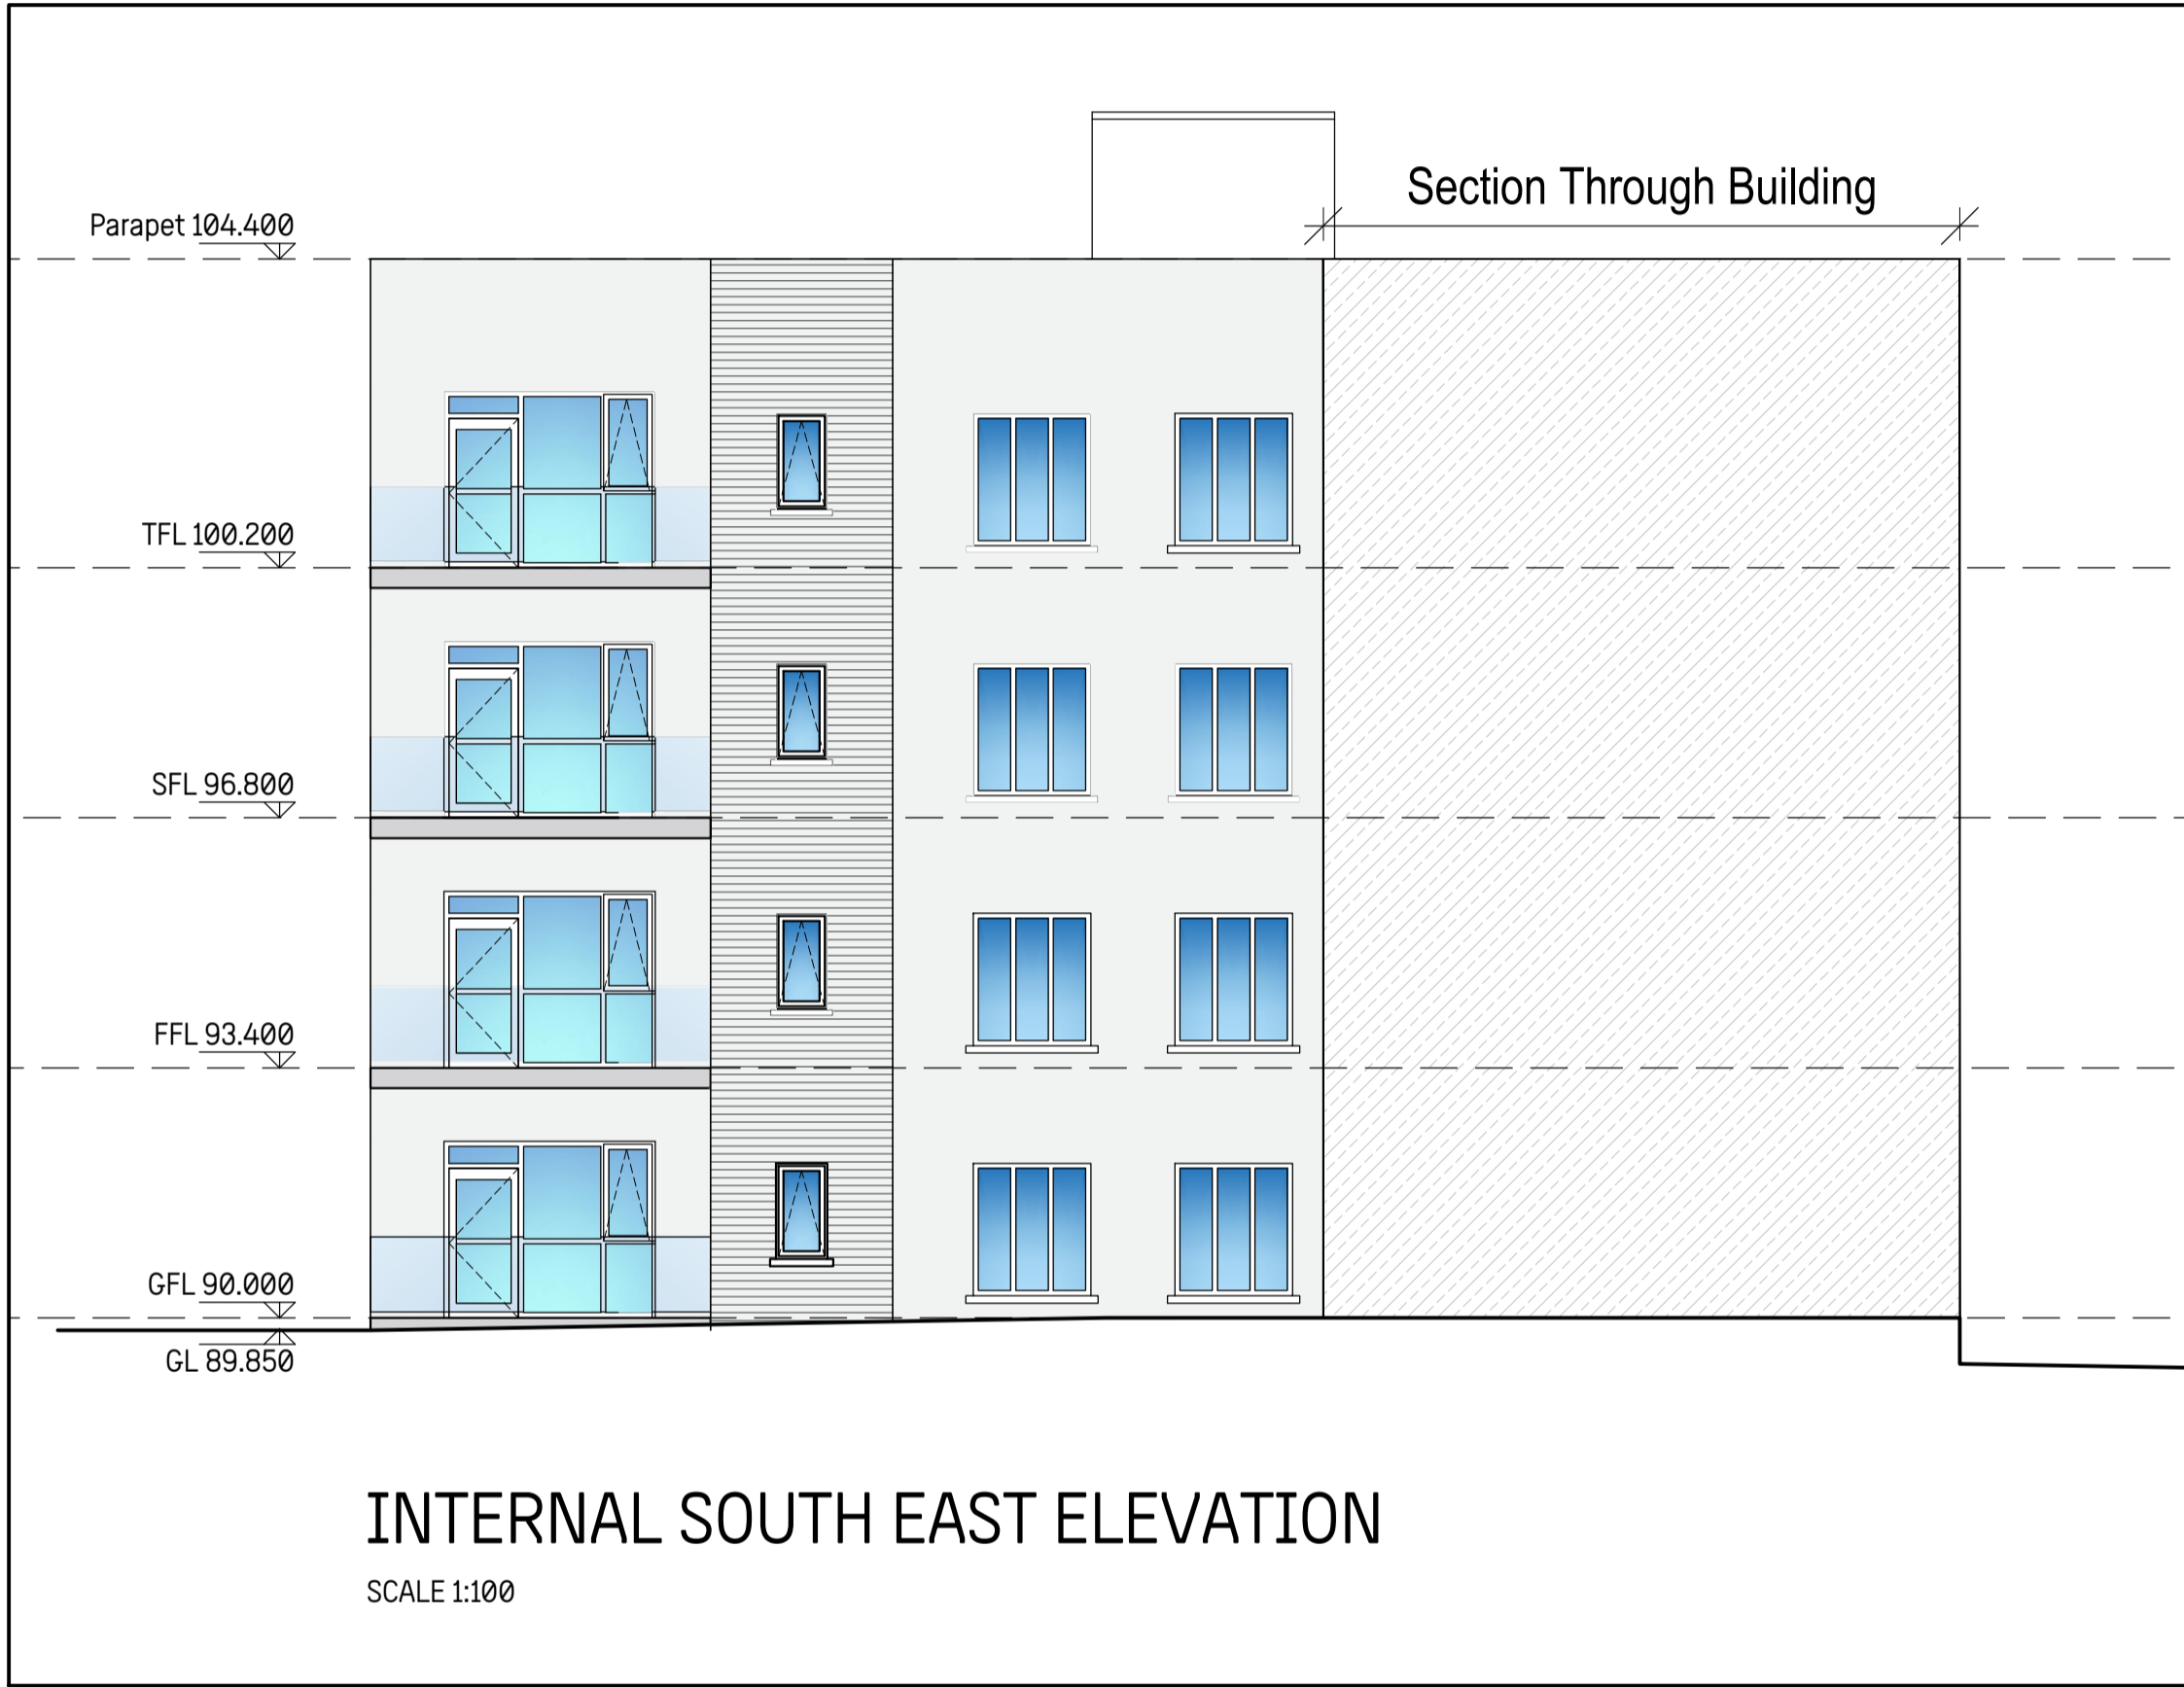 Section Through Building
Parapet 104.400
TFL 100.200
SFL 96.800
FFL 93.400
GFL 90.000
GL 89.850
INTERNAL SOUTH EAST ELEVATION
SCALE 1:100